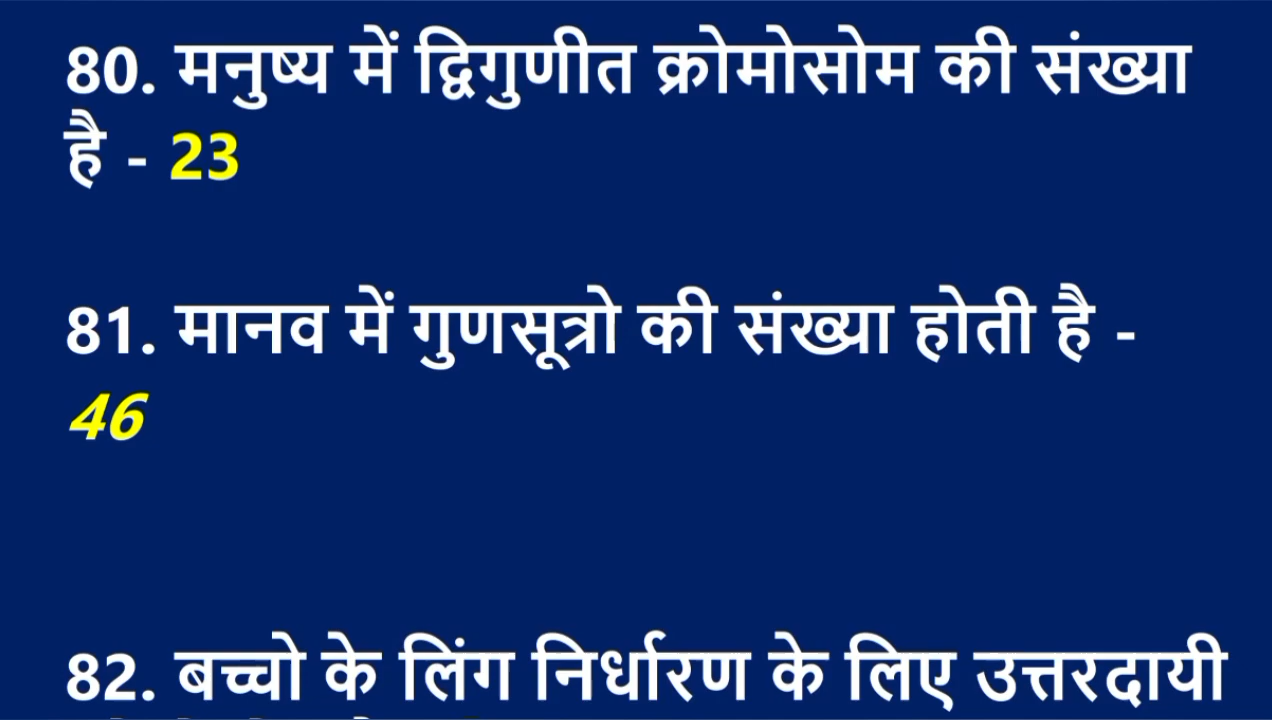 80. मनुष्य में द्विगुणीत क्रोमोसोम की संख्या
है - 23
81. मानव में गुणसूत्रो की संख्या होती है -
46
82. बच्चो के लिंग निर्धारण के लिए उत्तरदायी